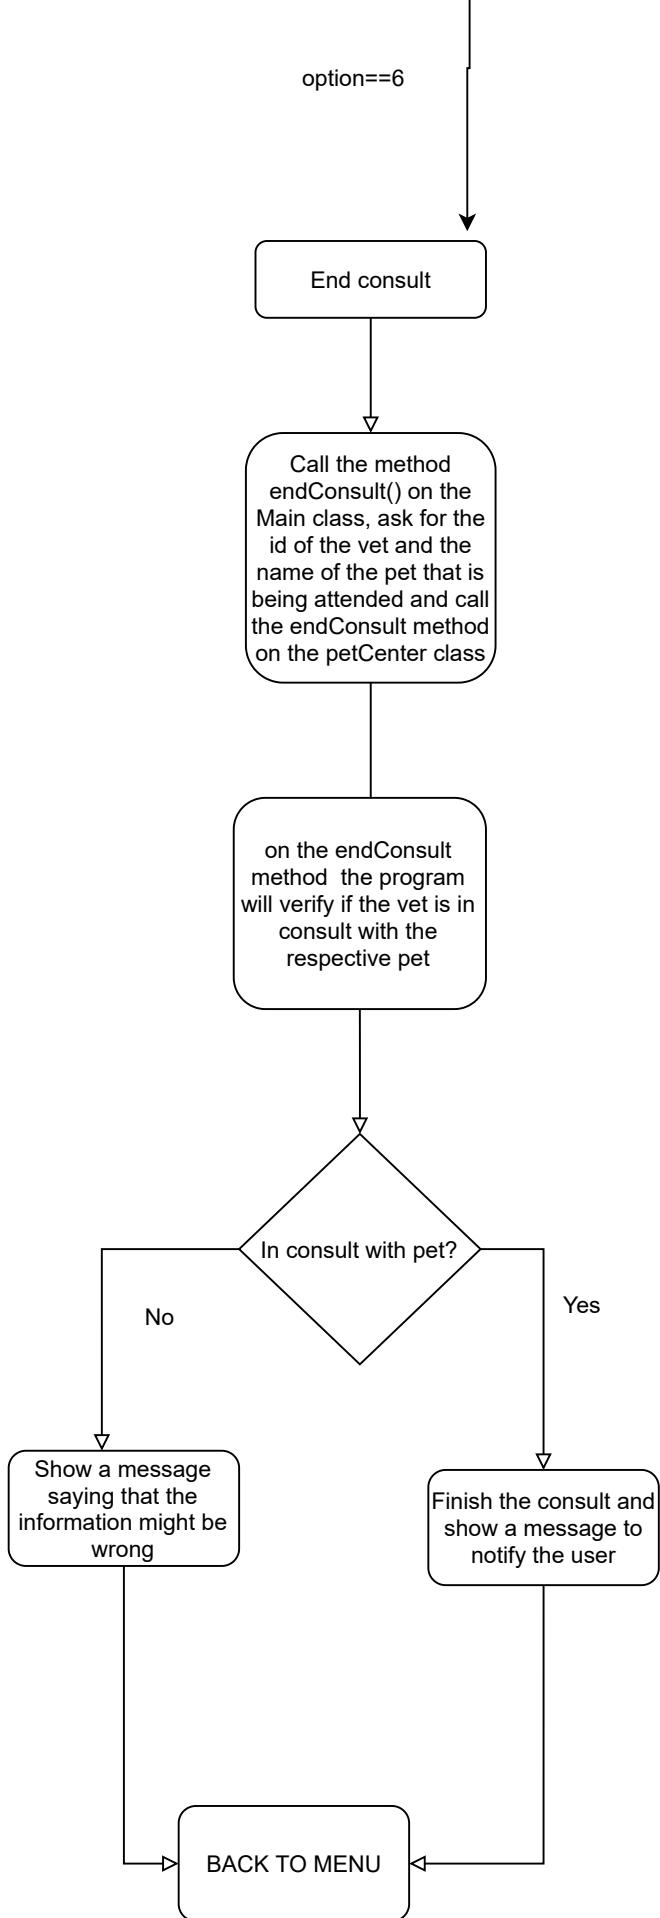 option==6
End consult
Call the method
endConsult() on the
Main class, ask for the
id of the vet and the
name of the pet that is
being attended and call
the endConsult method
on the petCenter class
on the endConsult
method  the program
will verify if the vet is in
consult with the
respective pet
In consult with pet?
No
Yes
Show a message
saying that the
information might be
wrong
Finish the consult and
show a message to
notify the user
BACK TO MENU